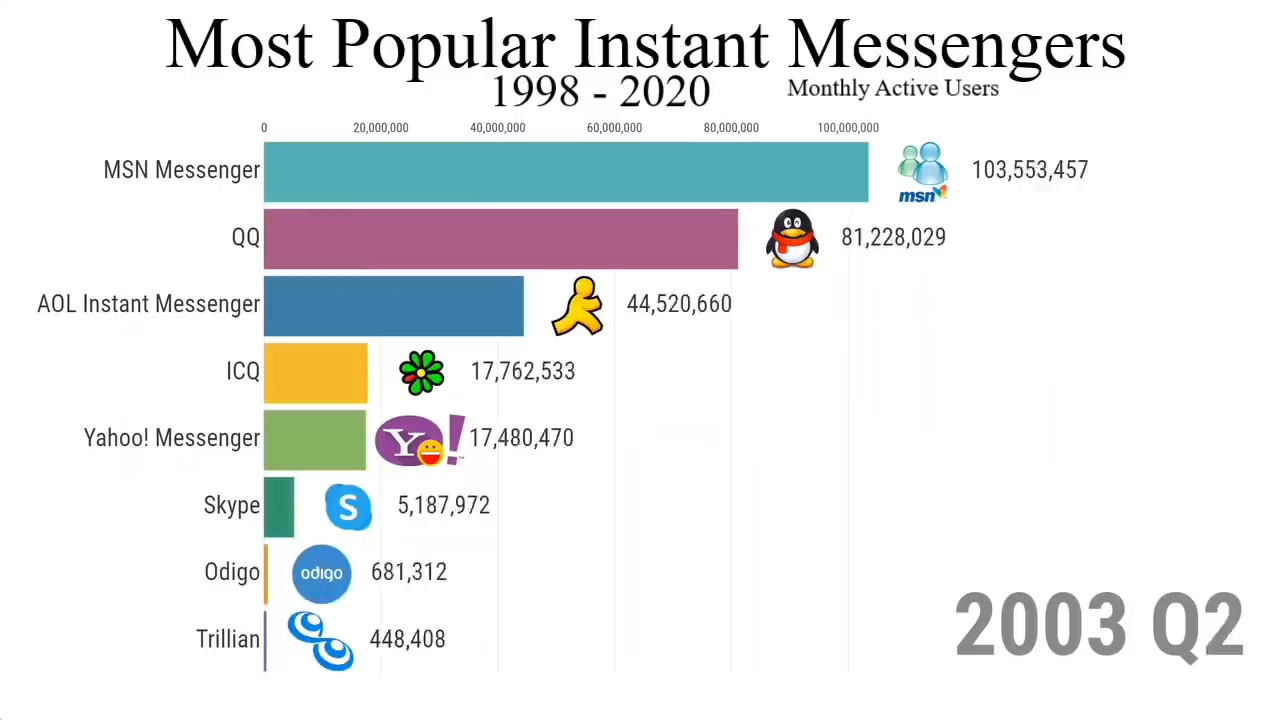 Most Popular Instant Messengers
1998 - 2020
Monthly Active Users
0 20,000,000 40,000,000 60,000,000 80,000,000 100,000,000
MSN Messenger msn 103,553,457
QQ 81,228,029
AOL Instant Messenger 44,520,660
ICQ 17,762,533
Yahoo! Messenger Y! 17,480,470
Skype S 5,187,972
Odigo odigo 681,312
Trillian 448,408
2003 Q2